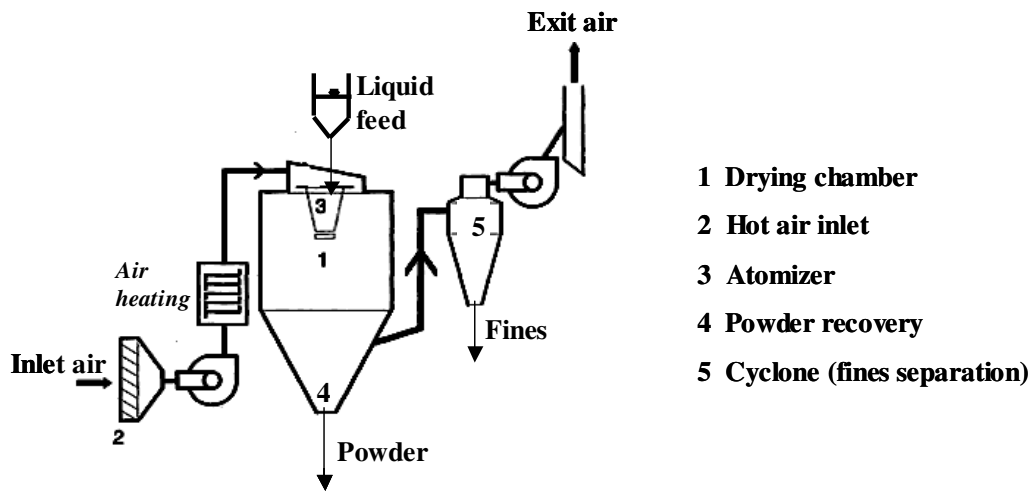 Exit air
Liquid
feed
3
1
5
Air
heating
Fines
Inlet air
2
4
Powder
1 Drying chamber
2 Hot air inlet
3 Atomizer
4 Powder recovery
5 Cyclone (fines separation)